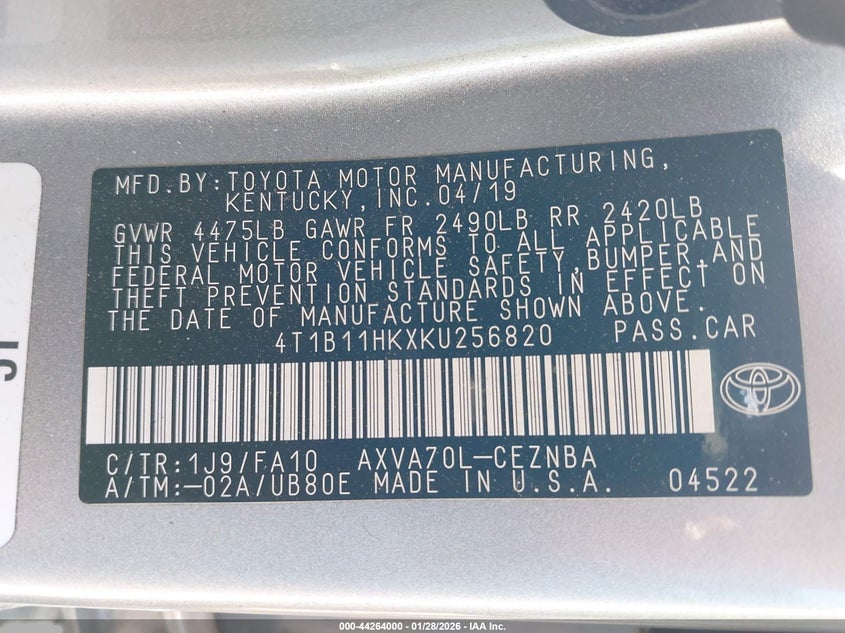 MFD.BY:TOYOTA MOTOR MANUFACTURING,
KENTUCKY,INC.04/19
GVWR 4475LB GAWR FR 2490LB RR 2420LB
THIS VEHICLE CONFORMS TO ALL APPLICABLE
FEDERAL MOTOR VEHICLE SAFETY,BUMPER,AND
THEFT PREVENTION STANDARDS IN EFFECT ON
THE DATE OF MANUFACTURE SHOWN ABOVE.
4T1B11HKXKU256820 PASS.CAR
C/TR:1J9/FA10 AXVA70L-CEZNBA
A/TM:-02A/UB80E MADE IN U.S.A. 04522
000-44264000 | 01/28/2026 - IAA Inc.